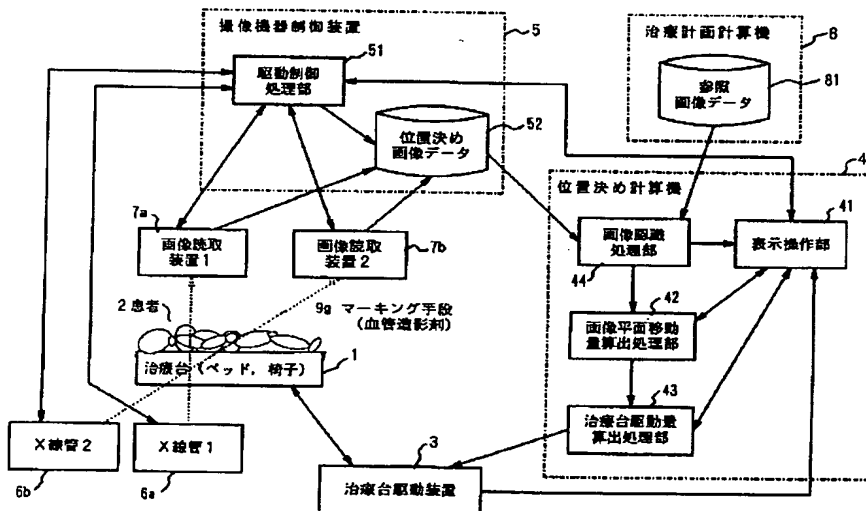 撮像機器制御装置
5
51
駆動制御
処理部
52
位置決め
画像データ
治療計画計算機
8
81
参照
画像データ
4
位置決め計算機
41
7a
画像読取
装置1
画像読取
装置2
7b
画像認識
処理部
44
表示操作部
2 患者
9g マーキング手段
(血管造影剤)
42
画像平面移動
量算出処理部
治療台(ベッド,椅子)
1
43
治療台駆動量
算出処理部
X線管2
6b
X線管1
6a
3
治療台駆動装置